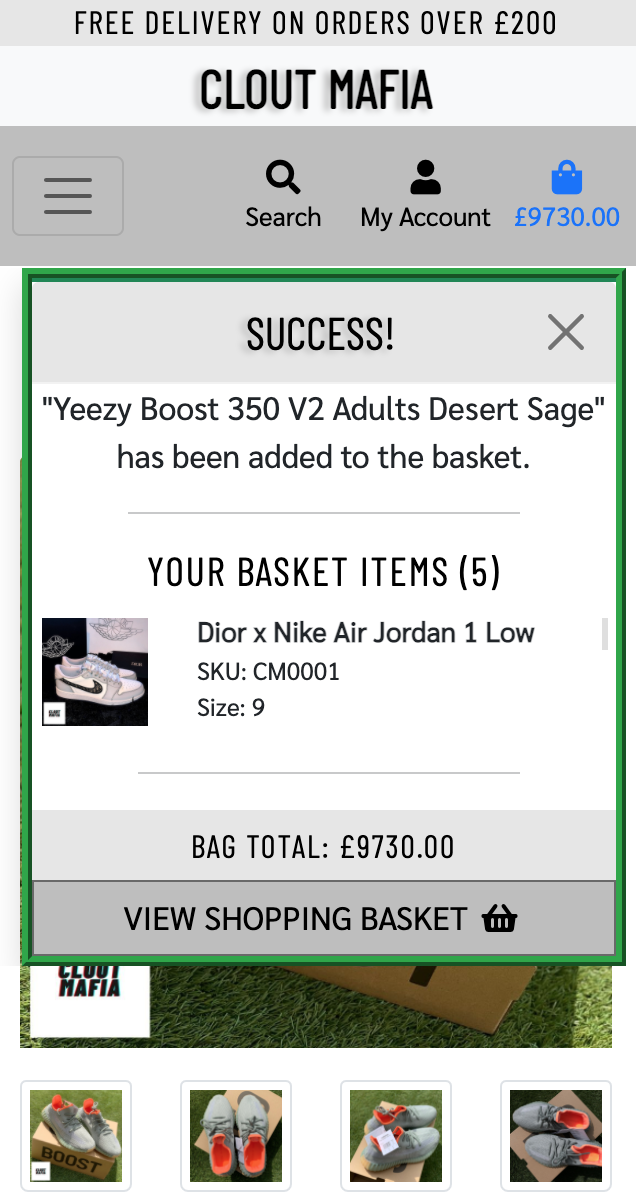 FREE DELIVERY ON ORDERS OVER £200
CLOUT MAFIA
Search
My Account
£9730.00
SUCCESS!
"Yeezy Boost 350 V2 Adults Desert Sage"
has been added to the basket.
YOUR BASKET ITEMS (5)
Dior x Nike Air Jordan 1 Low
SKU: CM0001
Size: 9
CLOUT
MAFIA
BAG TOTAL: £9730.00
VIEW SHOPPING BASKET
CLOUT
MAFIA
BOOST